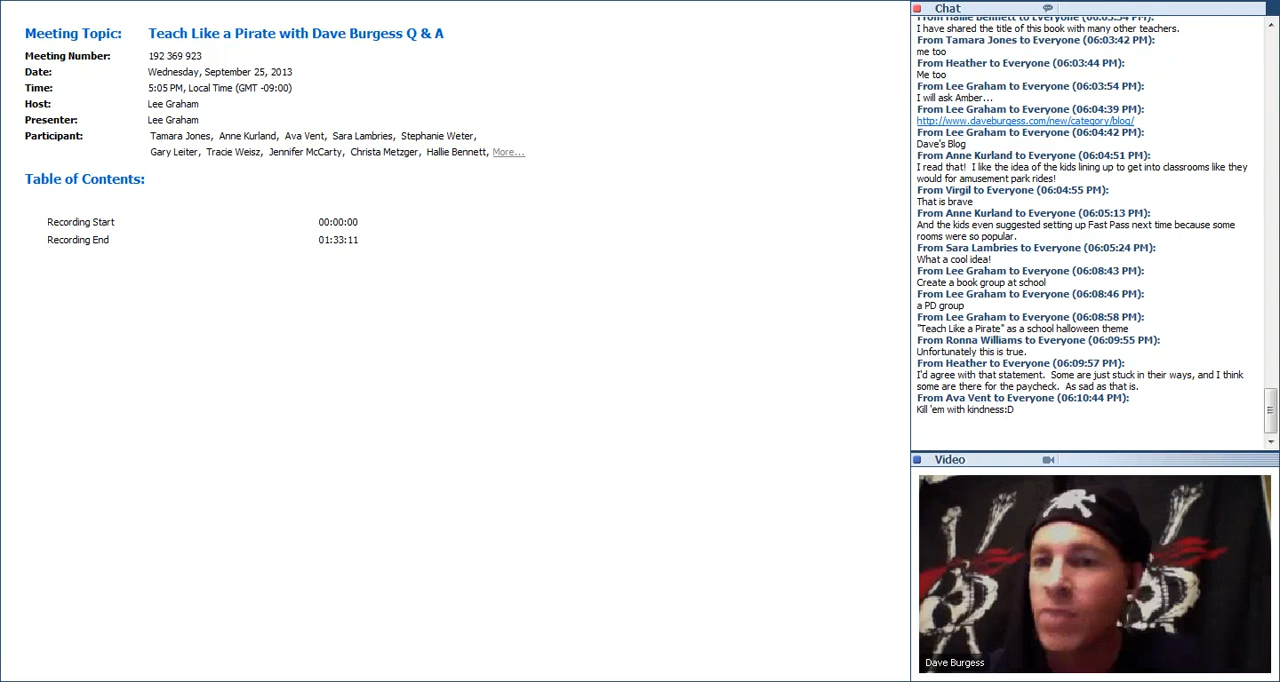 Meeting Topic: Teach Like a Pirate with Dave Burgess Q & A
Meeting Number: 192 369 923
Date: Wednesday, September 25, 2013
Time: 5:05 PM, Local Time (GMT -09:00)
Host: Lee Graham
Presenter: Lee Graham
Participant: Tamara Jones, Anne Kurland, Ava Vent, Sara Lambries, Stephanie Weter,
Gary Leiter, Tracie Weisz, Jennifer McCarty, Christa Metzger, Hallie Bennett, More...
Table of Contents:
Recording Start 00:00:00
Recording End 01:33:11
Chat
From Hallie Bennett to Everyone (06:03:34 PM):
I have shared the title of this book with many other teachers.
From Tamara Jones to Everyone (06:03:42 PM):
me too
From Heather to Everyone (06:03:44 PM):
Me too
From Lee Graham to Everyone (06:03:54 PM):
I will ask Amber...
From Lee Graham to Everyone (06:04:39 PM):
http://www.daveburgess.com/new/category/blog/
From Lee Graham to Everyone (06:04:42 PM):
Dave's Blog
From Anne Kurland to Everyone (06:04:51 PM):
I read that! I like the idea of the kids lining up to get into classrooms like they
would for amusement park rides!
From Virgil to Everyone (06:04:55 PM):
That is brave
From Anne Kurland to Everyone (06:05:13 PM):
And the kids even suggested setting up Fast Pass next time because some
rooms were so popular.
From Sara Lambries to Everyone (06:05:24 PM):
What a cool idea!
From Lee Graham to Everyone (06:08:43 PM):
Create a book group at school
From Lee Graham to Everyone (06:08:46 PM):
a PD group
From Lee Graham to Everyone (06:08:58 PM):
"Teach Like a Pirate" as a school halloween theme
From Ronna Williams to Everyone (06:09:55 PM):
Unfortunately this is true.
From Heather to Everyone (06:09:57 PM):
I'd agree with that statement. Some are just stuck in their ways, and I think
some are there for the paycheck. As sad as that is.
From Ava Vent to Everyone (06:10:44 PM):
Kill 'em with kindness:D
Video
Dave Burgess